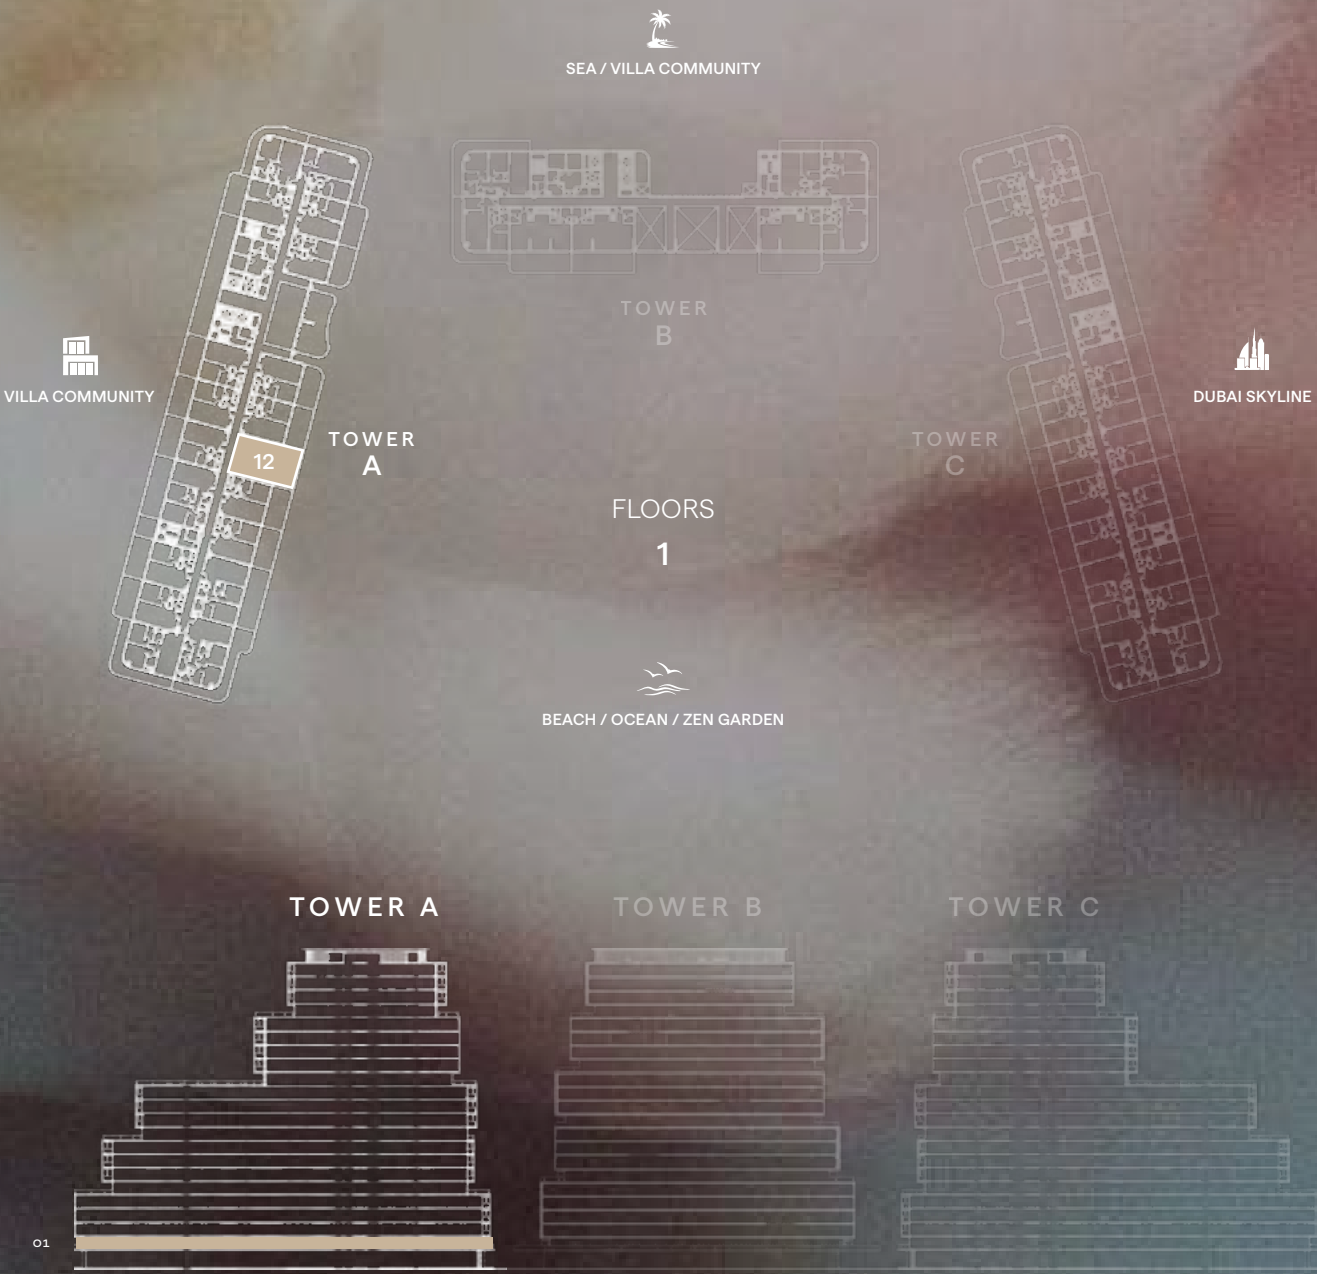 SEA / VILLA COMMUNITY
TOWER
B
VILLA COMMUNITY
DUBAI SKYLINE
TOWER
A
12
TOWER
C
FLOORS
1
BEACH / OCEAN / ZEN GARDEN
TOWER A
TOWER B
TOWER C
01